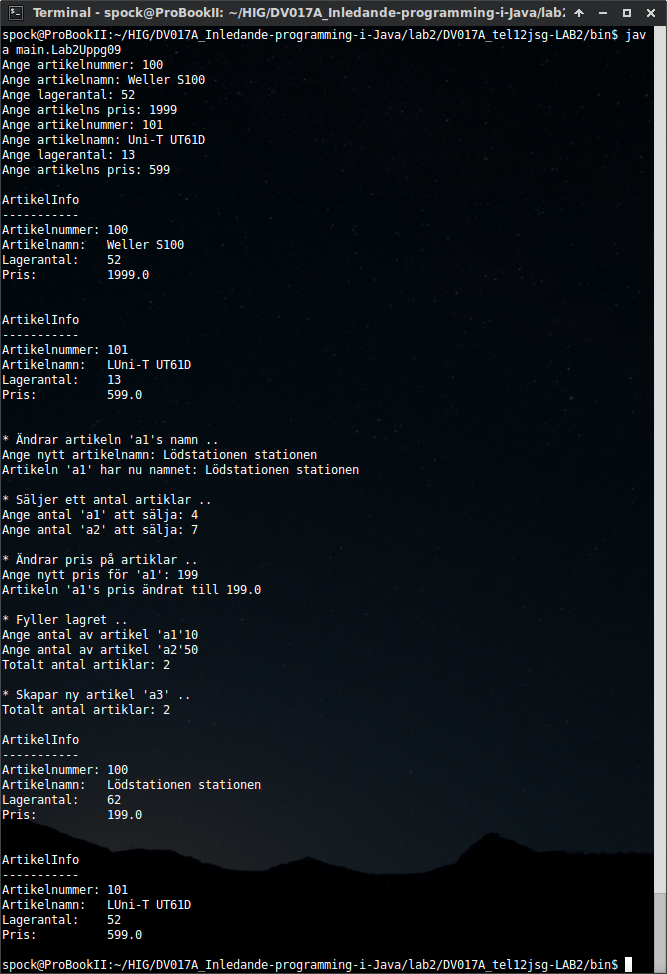 Terminal - spock@ProBookII: ~/HIG/DV017A_Inledande-programming-i-Java/lab2
spock@ProBookII:~/HIG/DV017A_Inledande-programming-i-Java/lab2/DV017A_tel12jsg-LAB2/bin$ jav
a main.Lab2Uppg09
Ange artikelnummer: 100
Ange artikelnamn: Weller S100
Ange lagerantal: 52
Ange artikelns pris: 1999
Ange artikelnummer: 101
Ange artikelnamn: Uni-T UT61D
Ange lagerantal: 13
Ange artikelns pris: 599
ArtikelInfo
-----------
Artikelnummer: 100
Artikelnamn: Weller S100
Lagerantal: 52
Pris: 1999.0
ArtikelInfo
-----------
Artikelnummer: 101
Artikelnamn: LUni-T UT61D
Lagerantal: 13
Pris: 599.0
* Ändrar artikeln 'a1's namn ..
Ange nytt artikelnamn: Lödstationen stationen
Artikeln 'a1' har nu namnet: Lödstationen stationen
* Säljer ett antal artiklar ..
Ange antal 'a1' att sälja: 4
Ange antal 'a2' att sälja: 7
* Ändrar pris på artiklar ..
Ange nytt pris för 'a1': 199
Artikeln 'a1's pris ändrat till 199.0
* Fyller lagret ..
Ange antal av artikel 'a1'10
Ange antal av artikel 'a2'50
Totalt antal artiklar: 2
* Skapar ny artikel 'a3' ..
Totalt antal artiklar: 2
ArtikelInfo
-----------
Artikelnummer: 100
Artikelnamn: Lödstationen stationen
Lagerantal: 62
Pris: 199.0
ArtikelInfo
-----------
Artikelnummer: 101
Artikelnamn: LUni-T UT61D
Lagerantal: 52
Pris: 599.0
spock@ProBookII:~/HIG/DV017A_Inledande-programming-i-Java/lab2/DV017A_tel12jsg-LAB2/bin$